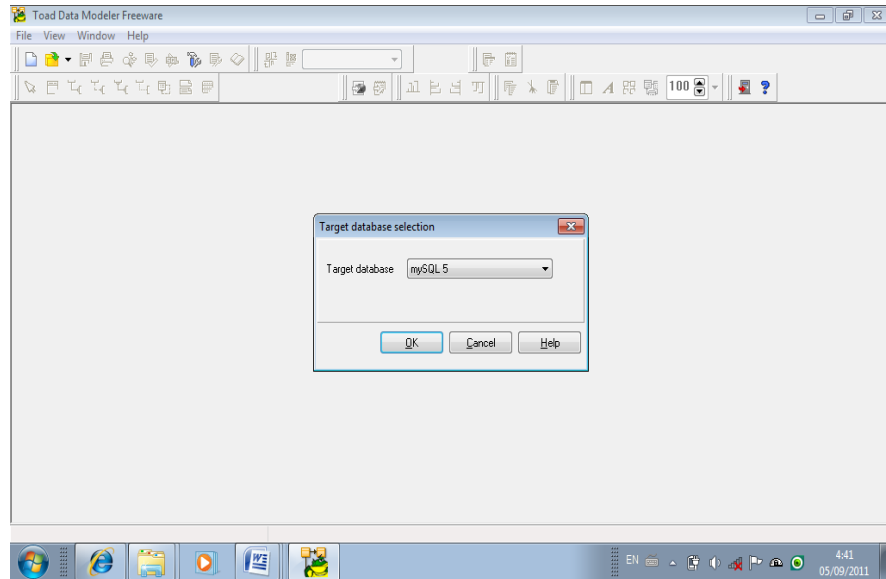 Toad Data Modeler Freeware
File View Window Help
100
Target database selection
Target database mySQL 5
OK Cancel Help
EN
4:41
05/09/2011